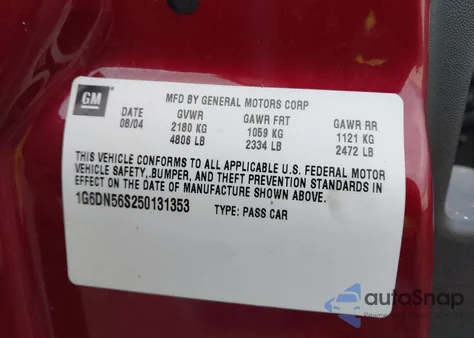 GM
MFD BY GENERAL MOTORS CORP
DATE GVWR GAWR FRT GAWR RR
08/04 2180 KG 1059 KG 1121 KG
4806 LB 2334 LB 2472 LB
THIS VEHICLE CONFORMS TO ALL APPLICABLE U.S. FEDERAL MOTOR
VEHICLE SAFETY,.BUMPER, AND THEFT PREVENTION STANDARDS IN
EFFECT ON THE DATE OF MANUFACTURE SHOWN ABOVE.
1G6DN56S250131353 TYPE: PASS CAR
autoSnap